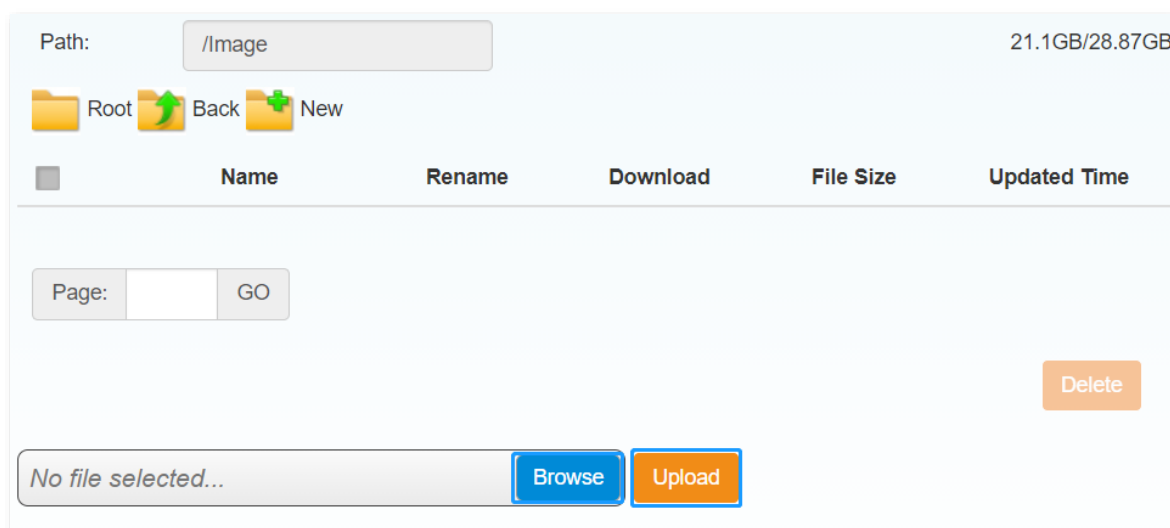 Path: /Image 21.1GB/28.87GB
Root Back New
Name Rename Download File Size Updated Time
Page: GO
Delete
No file selected... Browse Upload